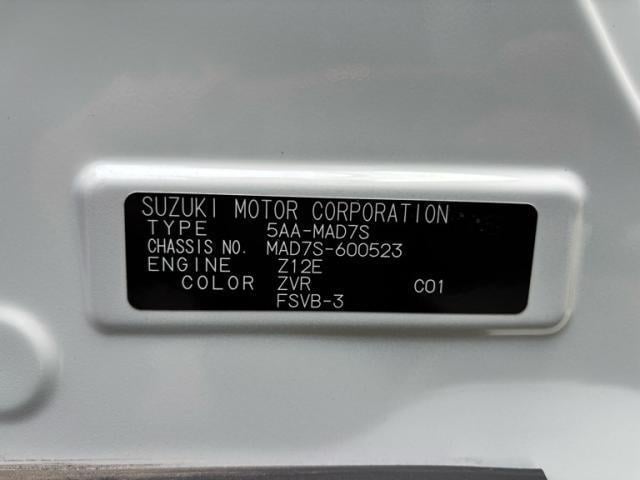 SUZUKI MOTOR CORPORATION
TYPE 5AA-MAD7S
CHASSIS NO. MAD7S-600523
ENGINE Z12E
COLOR ZVR C01
FSVB-3